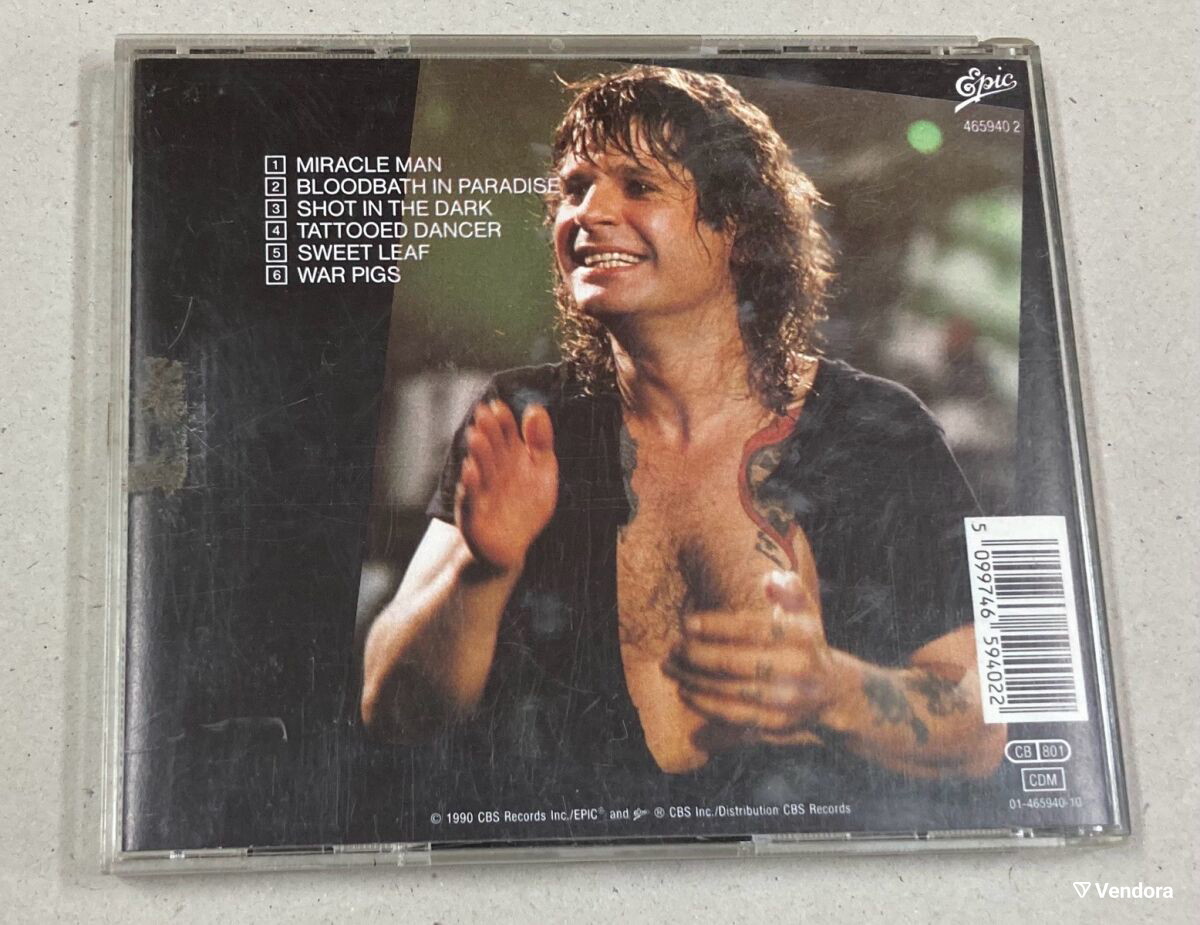 Epic
465940 2
1 MIRACLE MAN
2 BLOODBATH IN PARADISE
3 SHOT IN THE DARK
4 TATTOOED DANCER
5 SWEET LEAF
6 WAR PIGS
5 099746 594022
CB 801
CDM
01-465940-10
© 1990 CBS Records Inc./EPIC® and Epic ® CBS Inc./Distribution CBS Records
Vendora